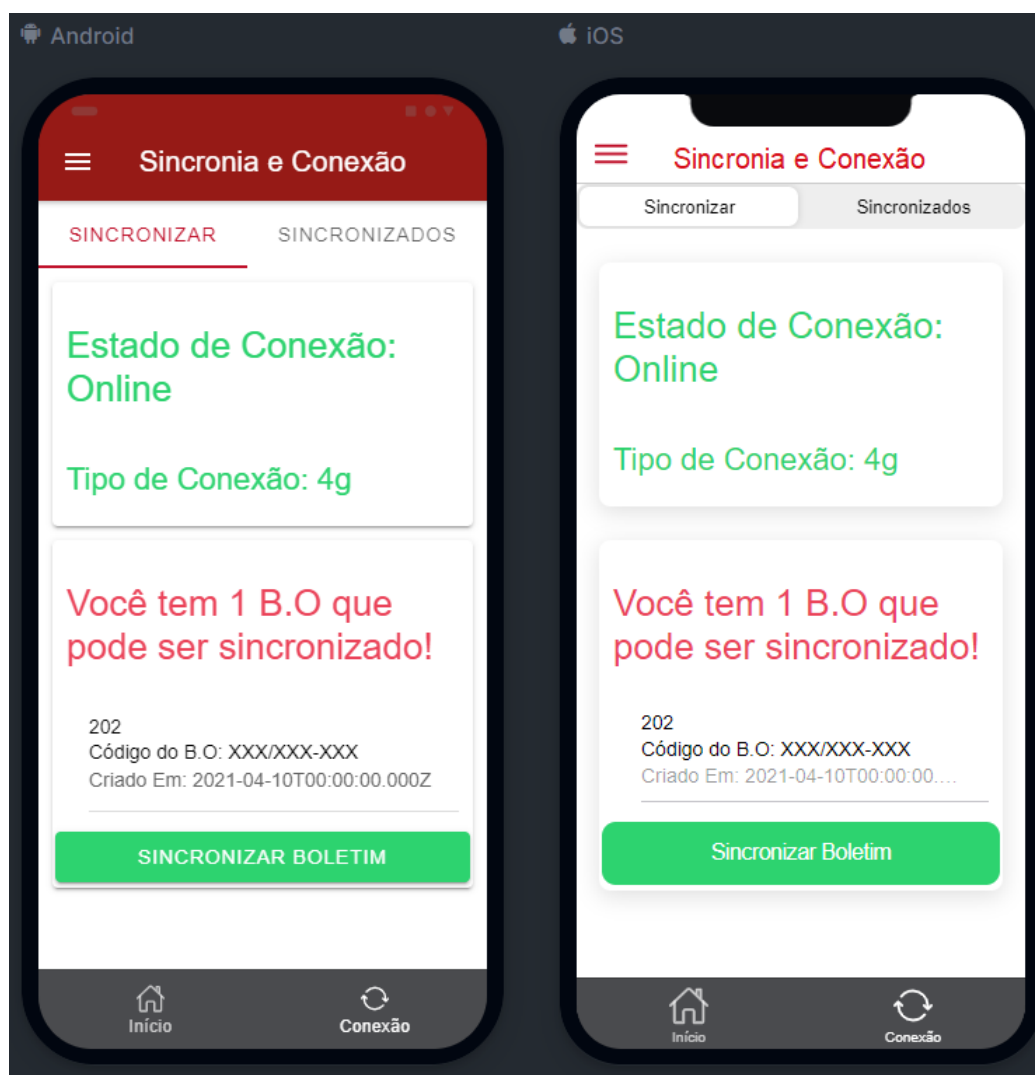 Android
Sincronia e Conexão
SINCRONIZAR SINCRONIZADOS
Estado de Conexão:
Online
Tipo de Conexão: 4g
Você tem 1 B.O que
pode ser sincronizado!
202
Código do B.O: XXX/XXX-XXX
Criado Em: 2021-04-10T00:00:00.000Z
SINCRONIZAR BOLETIM
Início Conexão
iOS
Sincronia e Conexão
Sincronizar Sincronizados
Estado de Conexão:
Online
Tipo de Conexão: 4g
Você tem 1 B.O que
pode ser sincronizado!
202
Código do B.O: XXX/XXX-XXX
Criado Em: 2021-04-10T00:00:00....
Sincronizar Boletim
Início Conexão